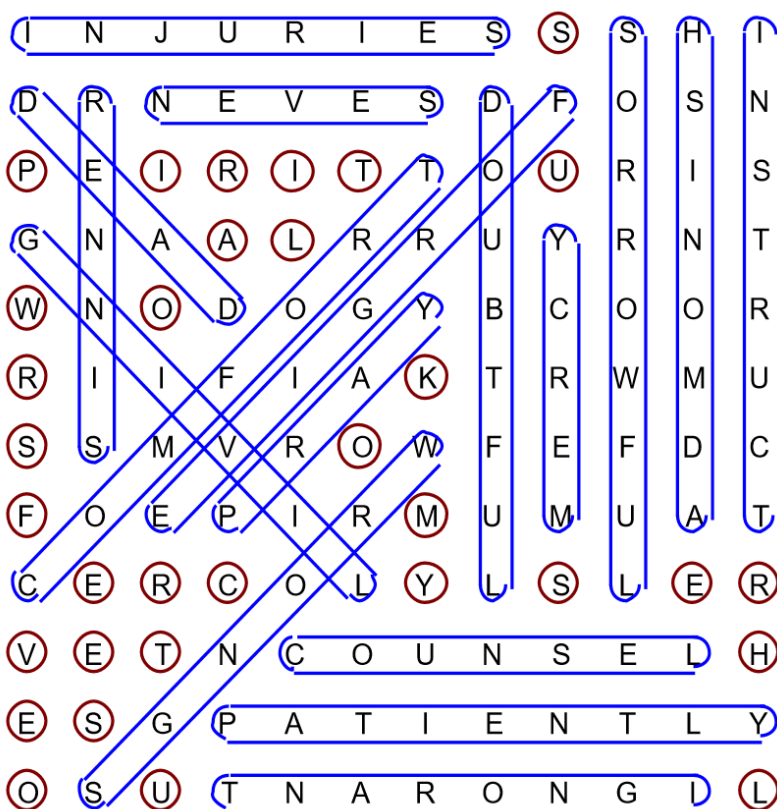 I N J U R I E S S S H I
D R N E V E S D F O S N
P E I R I T T O U R I S
G N A A L R R U Y R N T
W N O D O G Y B C O O R
R I I F I A K T R W M U
S S M V R O W F E F D C
F O E P I R M U M U A T
C E R C O L Y L S L E R
V E T N C O U N S E L H
E S G P A T I E N T L Y
O S U T N A R O N G I L